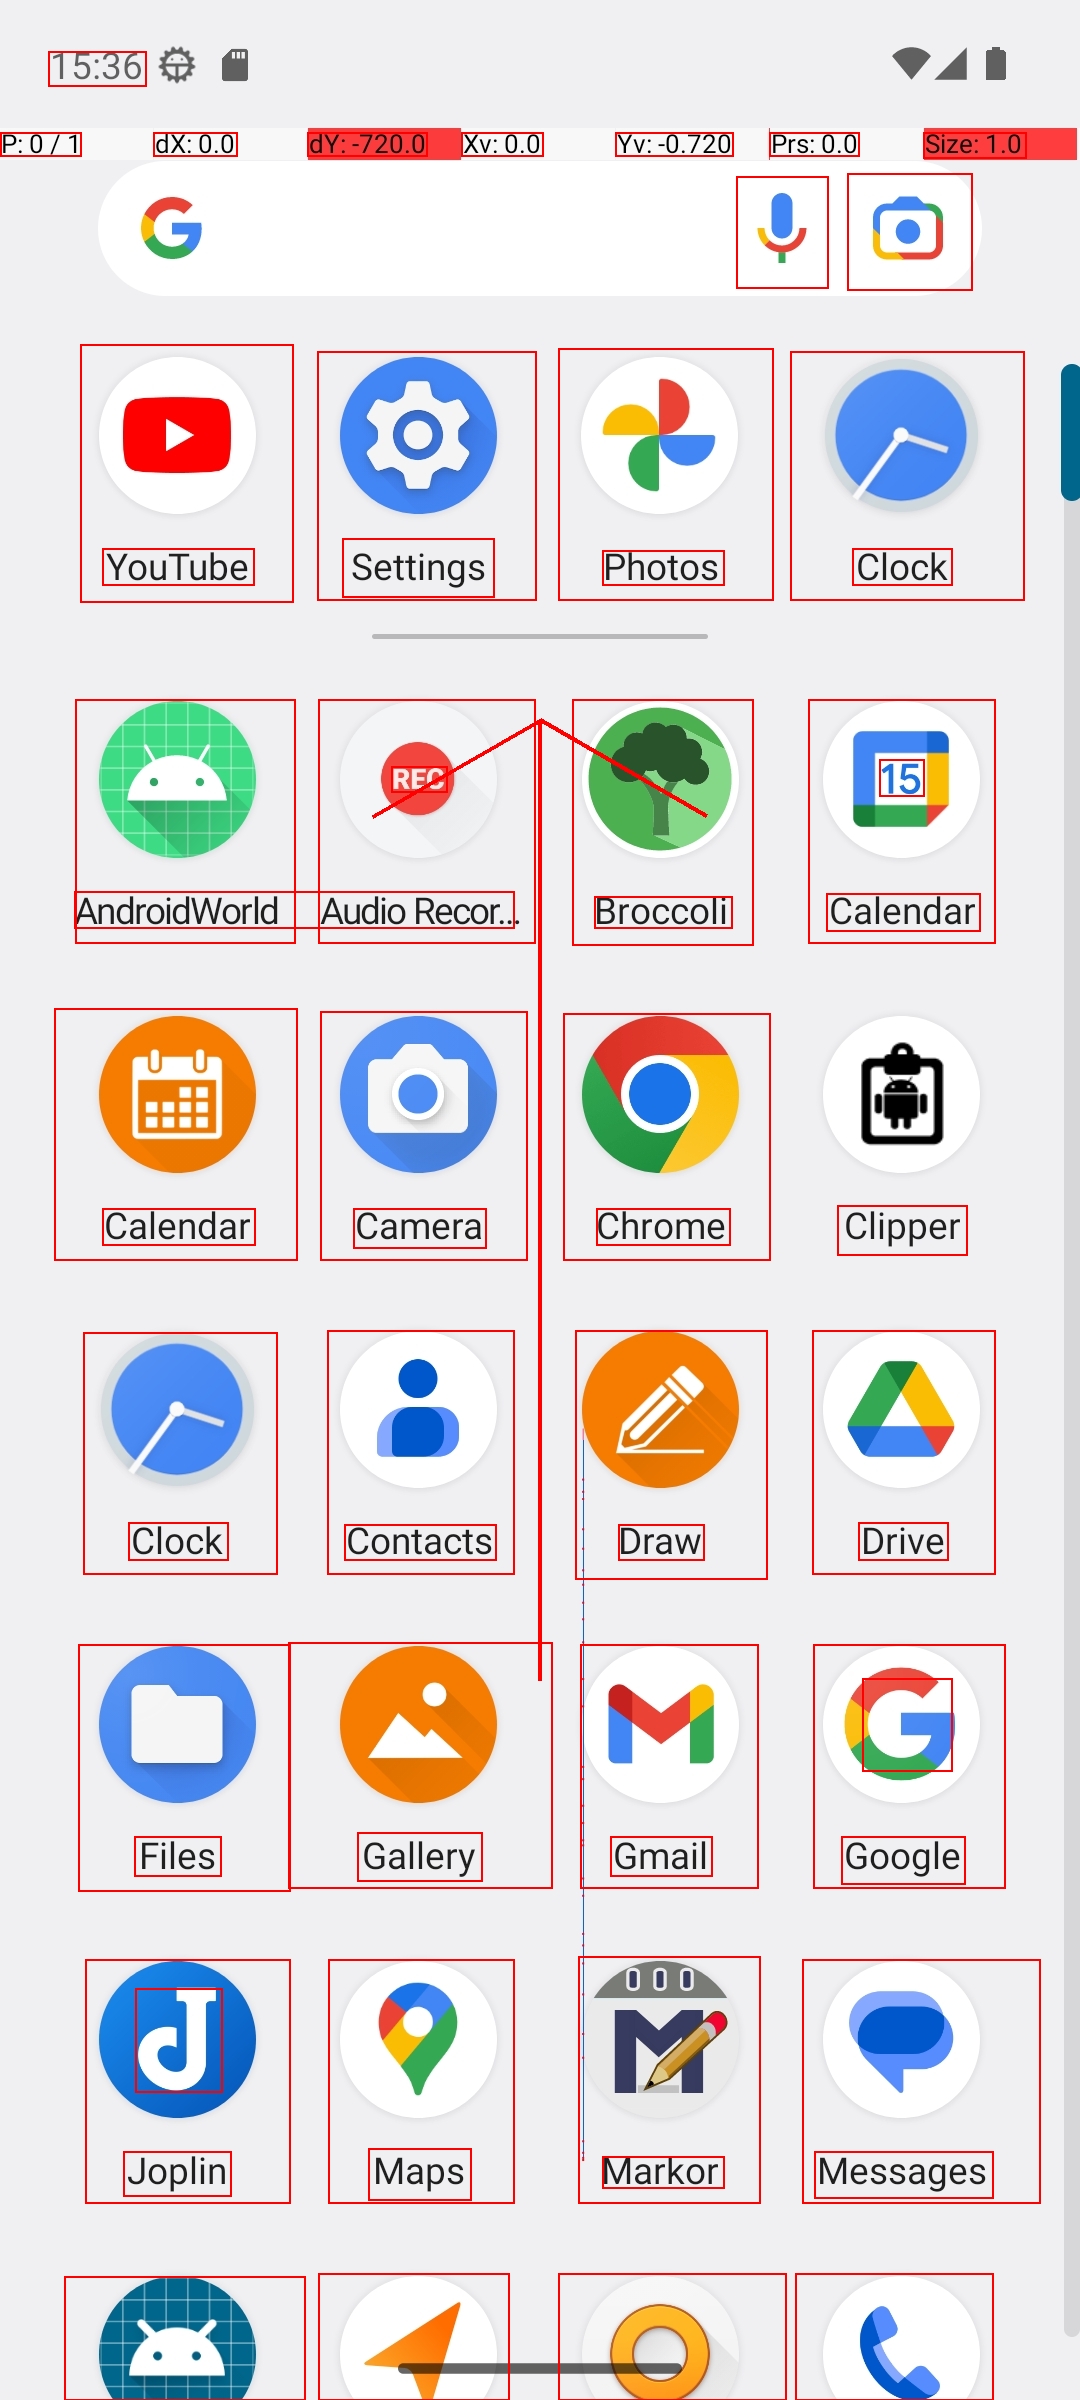 15:36
P: 0 / 1 dX: 0.0 dY: -720.0 Xv: 0.0 Yv: -0.720 Prs: 0.0 Size: 1.0
YouTube Settings Photos Clock
REC 15
AndroidWorld Audio Recor... Broccoli Calendar
Calendar Camera Chrome Clipper
Clock Contacts Draw Drive
Files Gallery Gmail Google
Joplin Maps Markor Messages